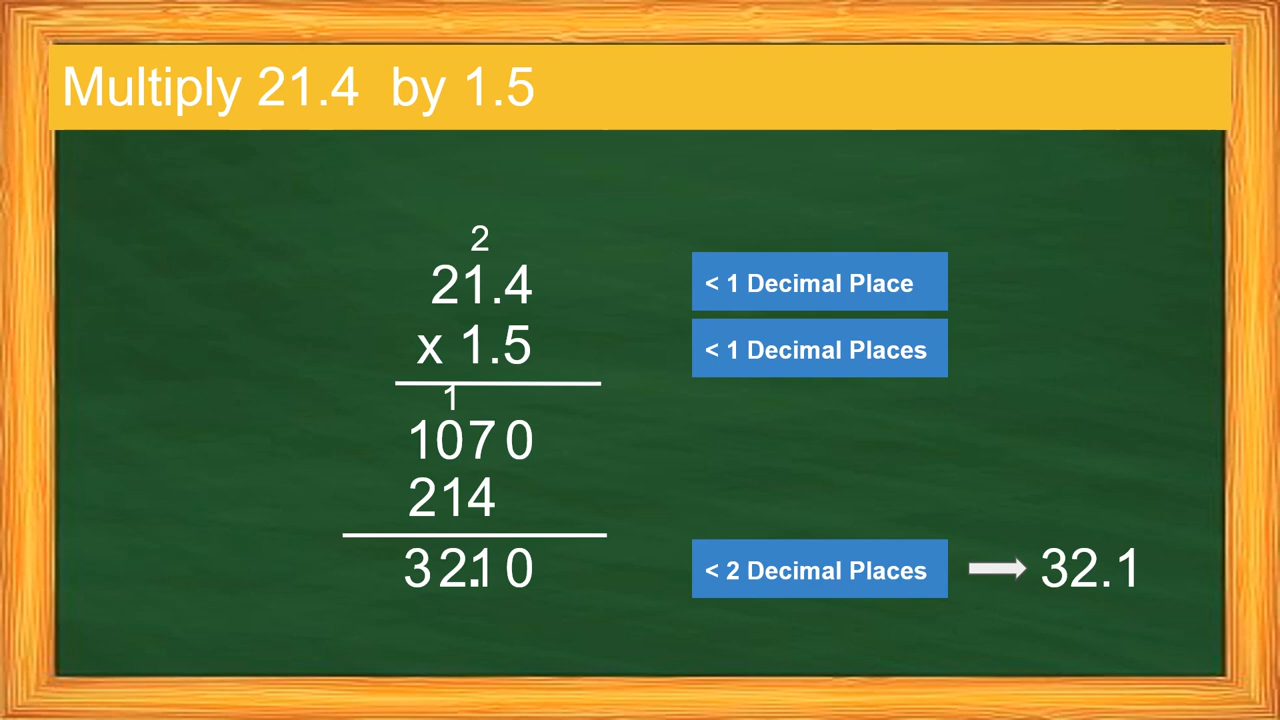 Multiply 21.4 by 1.5
2
21.4 < 1 Decimal Place
x 1.5 < 1 Decimal Places
1
1070
214
32.10 < 2 Decimal Places 32.1